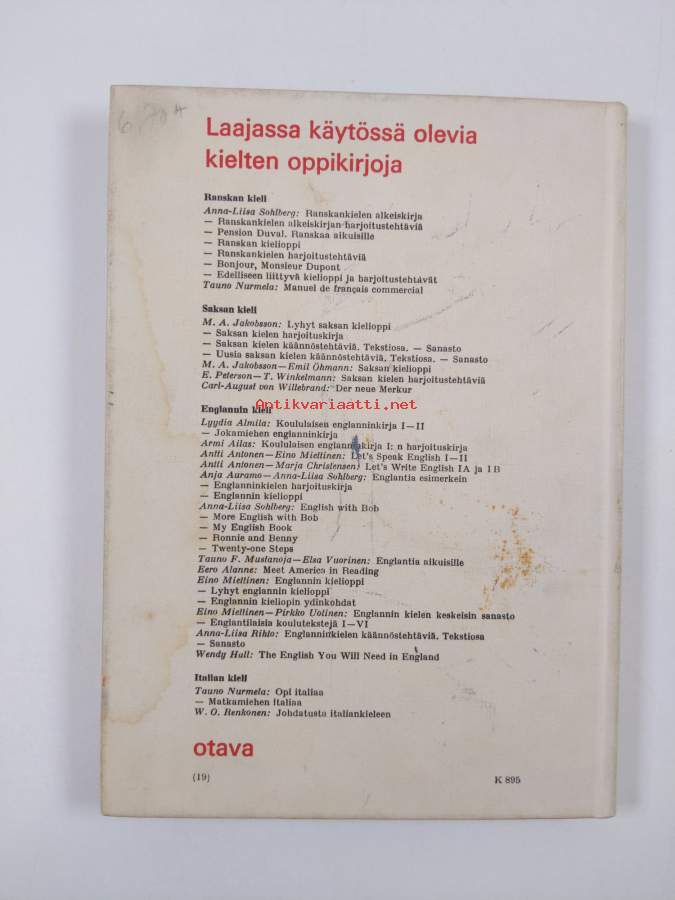 Laajassa käytössä olevia
kielten oppikirjoja
Ranskan kieli
Anna-Liisa Sohlberg: Ranskankielen alkeiskirja
— Ranskankielen alkeiskirjan harjoitustehtäviä
— Pension Duval. Ranskaa aikuisille
— Ranskan kielioppi
— Ranskankielen harjoitustehtäviä
— Bonjour, Monsieur Dupont
— Edelliseen liittyvä kielioppi ja harjoitustehtävät
Tauno Nurmela: Manuel de français commercial
Saksan kieli
M. A. Jakobsson: Lyhyt saksan kielioppi
— Saksan kielen harjoituskirja
— Saksan kielen käännöstehtäviä. Tekstiosa. — Sanasto
— Uusia saksan kielen käännöstehtäviä. Tekstiosa. — Sanasto
M. A. Jakobsson—Emil Öhmann: Saksan kielioppi
E. Peterson—T. Winkelmann: Saksan kielen harjoitustehtäviä
Carl-August von Willebrand: Der neue Merkur
Antikvariaatti.net
Englannin kieli
Lyydia Almila: Koululaisen englanninkirja I—II
— Jokamiehen englanninkirja
Armi Ailas: Koululaisen englanninkirja I: n harjoituskirja
Antti Antonen—Eino Miettinen: Let's Speak English I—II
Antti Antonen—Marja Christensen: Let's Write English IA ja IB
Anja Auramo—Anna-Liisa Sohlberg: Englantia esimerkein
— Englanninkielen harjoituskirja
— Englannin kielioppi
Anna-Liisa Sohlberg: English with Bob
— More English with Bob
— My English Book
— Ronnie and Benny
— Twenty-one Steps
Tauno F. Mustanoja—Elsa Vuorinen: Englantia aikuisille
Eero Alanne: Meet America in Reading
Eino Miettinen: Englannin kielioppi
— Lyhyt englannin kielioppi
— Englannin kieliopin ydinkohdat
Eino Miettinen—Pirkko Uotinen: Englannin kielen keskeisin sanasto
— Englantilaisia koulutekstejä I—VI
Anna-Liisa Rihlo: Englanninkielen käännöstehtäviä. Tekstiosa
— Sanasto
Wendy Hall: The English You Will Need in England
Italian kieli
Tauno Nurmela: Opi italiaa
— Matkamiehen italiaa
W. O. Renkonen: Johdatusta italiankieleen
otava
(19)
K 895